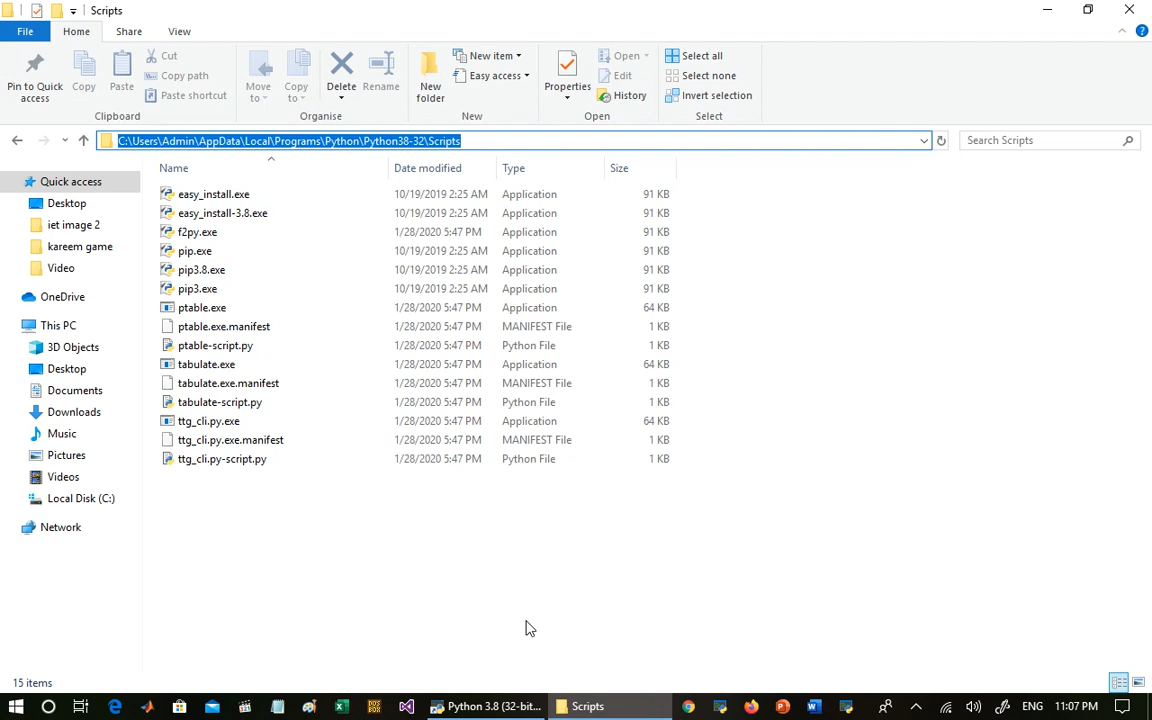 Scripts
File Home Share View
Pin to Quick access
Copy
Paste
Cut
Copy path
Paste shortcut
Clipboard
Move to
Copy to
Delete
Rename
Organise
New folder
New item
Easy access
New
Properties
Open
Edit
History
Open
Select all
Select none
Invert selection
Select
C:\Users\Admin\AppData\Local\Programs\Python\Python38-32\Scripts
Search Scripts
Quick access
Desktop
iet image 2
kareem game
Video
OneDrive
This PC
3D Objects
Desktop
Documents
Downloads
Music
Pictures
Videos
Local Disk (C:)
Network
Name Date modified Type Size
easy_install.exe 10/19/2019 2:25 AM Application 91 KB
easy_install-3.8.exe 10/19/2019 2:25 AM Application 91 KB
f2py.exe 1/28/2020 5:47 PM Application 91 KB
pip.exe 10/19/2019 2:25 AM Application 91 KB
pip3.8.exe 10/19/2019 2:25 AM Application 91 KB
pip3.exe 10/19/2019 2:25 AM Application 91 KB
ptable.exe 1/28/2020 5:47 PM Application 64 KB
ptable.exe.manifest 1/28/2020 5:47 PM MANIFEST File 1 KB
ptable-script.py 1/28/2020 5:47 PM Python File 1 KB
tabulate.exe 1/28/2020 5:47 PM Application 64 KB
tabulate.exe.manifest 1/28/2020 5:47 PM MANIFEST File 1 KB
tabulate-script.py 1/28/2020 5:47 PM Python File 1 KB
ttg_cli.py.exe 1/28/2020 5:47 PM Application 64 KB
ttg_cli.py.exe.manifest 1/28/2020 5:47 PM MANIFEST File 1 KB
ttg_cli.py-script.py 1/28/2020 5:47 PM Python File 1 KB
15 items
Python 3.8 (32-bit... Scripts ENG 11:07 PM